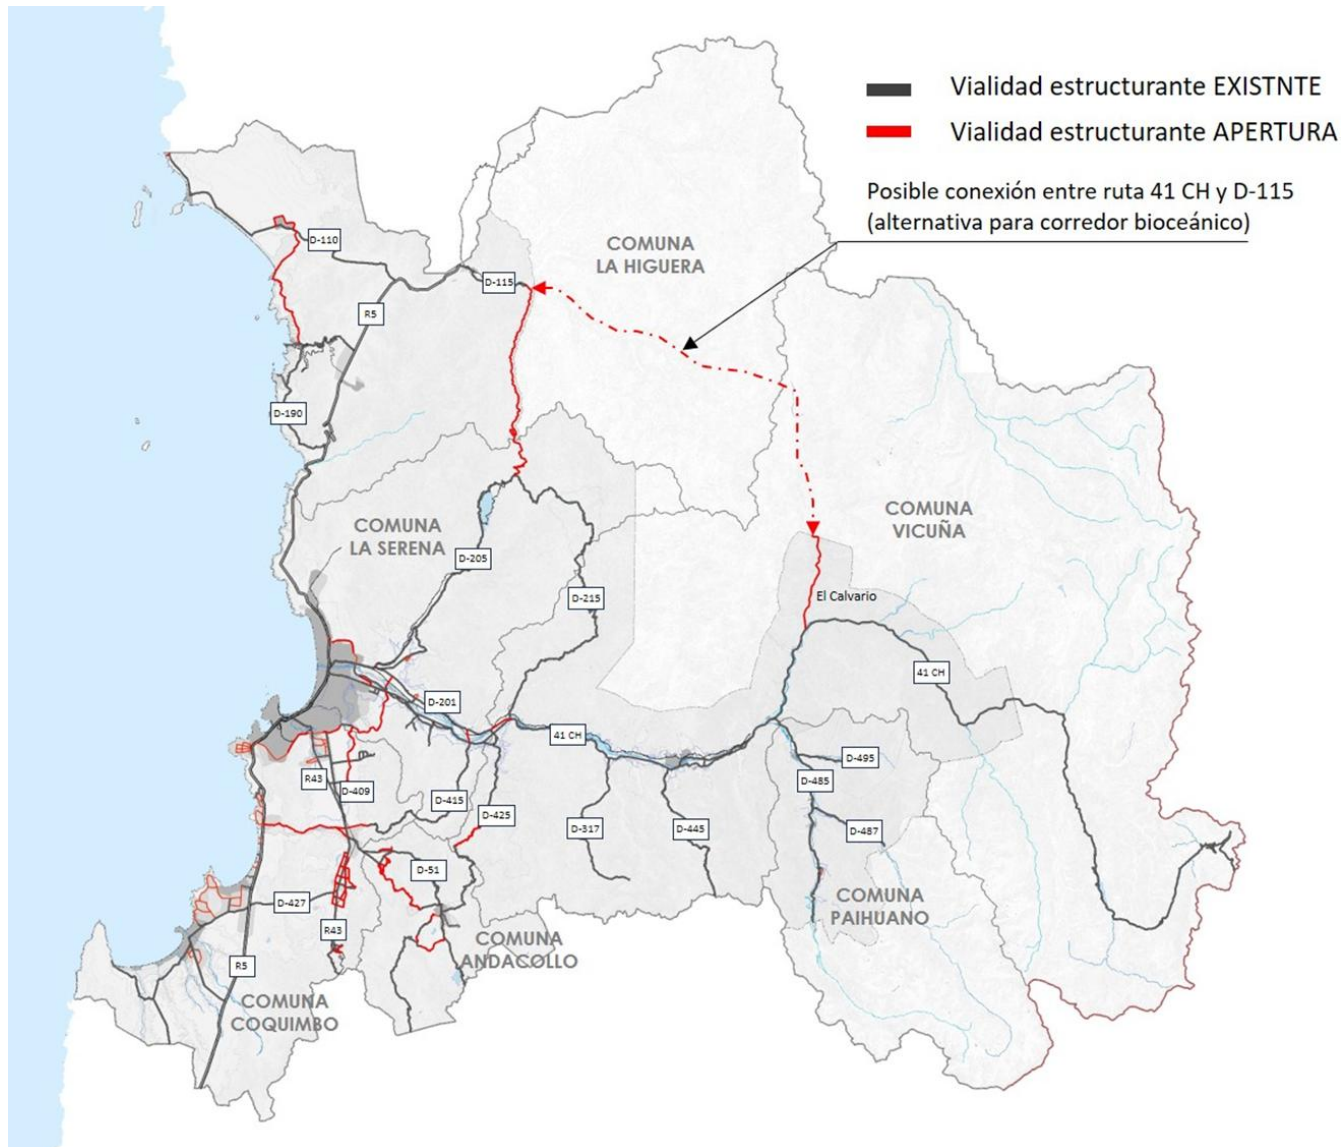 Vialidad estructurante EXISTNTE
Vialidad estructurante APERTURA
Posible conexión entre ruta 41 CH y D-115
(alternativa para corredor bioceánico)
COMUNA
LA HIGUERA
D-110
D-115
R5
D-190
COMUNA
LA SERENA
COMUNA
VICUÑA
D-205
D-215
El Calvario
41 CH
D-201
41 CH
D-495
R43
D-485
D-409
D-415
D-425
D-317
D-445
D-487
D-51
D-427
COMUNA
PAIHUANO
R43
COMUNA
ANDACOLLO
R5
COMUNA
COQUIMBO